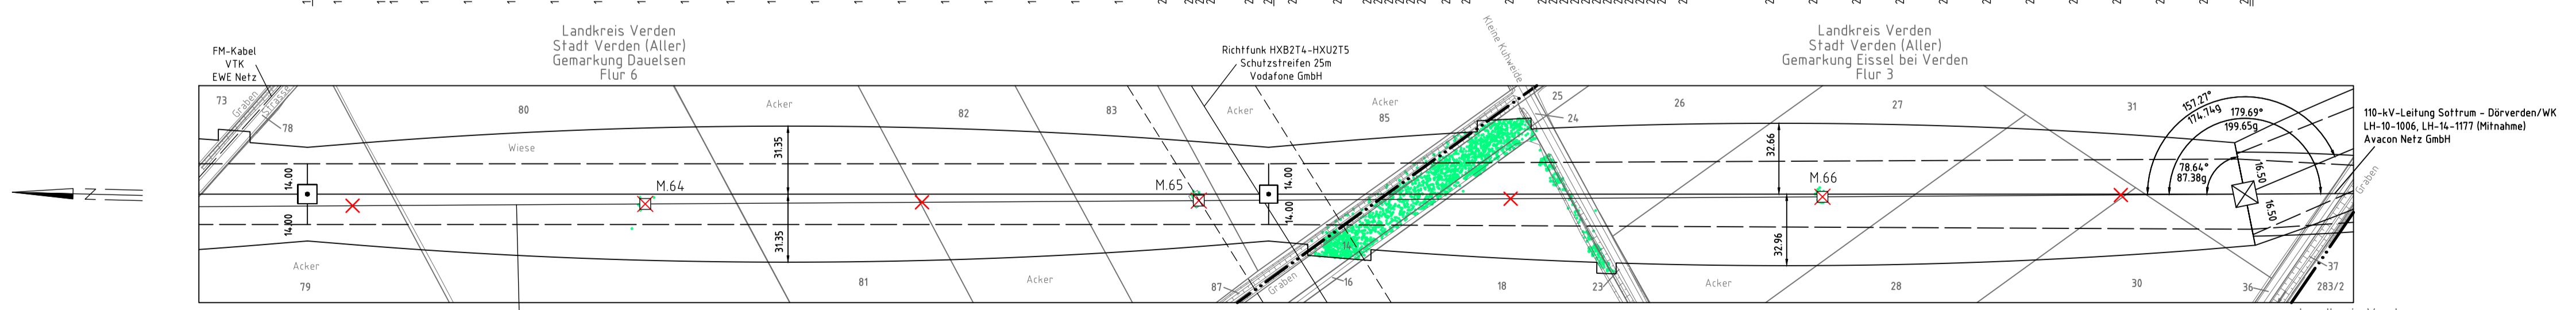 FM-Kabel
VTK
EWE Netz
Landkreis Verden
Stadt Verden (Aller)
Gemarkung Dauelsen
Flur 6
Richtfunk HXB2T4-HXU2T5
Schutzstreifen 25m
Vodafone GmbH
Kleine Kuhweide
Landkreis Verden
Stadt Verden (Aller)
Gemarkung Eissel bei Verden
Flur 3
110-kV-Leitung Sottrum - Dörverden/WK
LH-10-1006, LH-14-1177 (Mitnahme)
Avacon Netz GmbH
73
Graben
Strasse
78
80
Acker
82
83
Acker
Acker
85
25
24
26
27
31
157.27°
174.74g
179.69°
199.65g
78.64°
87.38g
Wiese
31.35
32.66
14.00
14.00
M.64
M.65
14.00
14.00
M.66
16.50
16.50
Graben
N
31.35
32.96
14
Acker
79
81
Acker
87
Graben
16
18
23
Acker
28
30
36
37
283/2